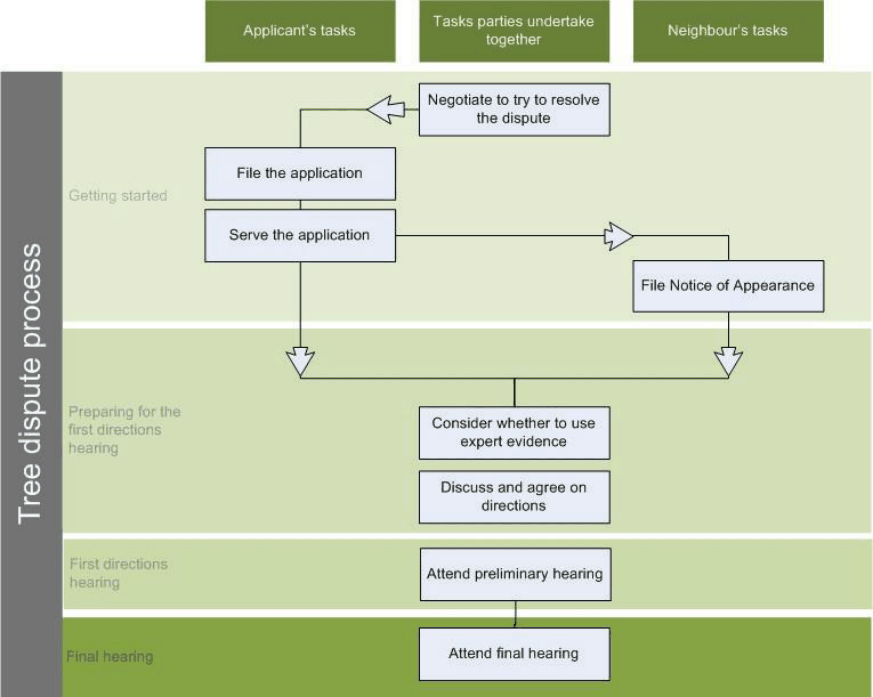 Applicant's tasks
Tasks parties undertake
together
Neighbour's tasks
Tree dispute process
Getting started
Negotiate to try to resolve
the dispute
File the application
Serve the application
File Notice of Appearance
Preparing for the
first directions
hearing
Consider whether to use
expert evidence
Discuss and agree on
directions
First directions
hearing
Attend preliminary hearing
Final hearing
Attend final hearing